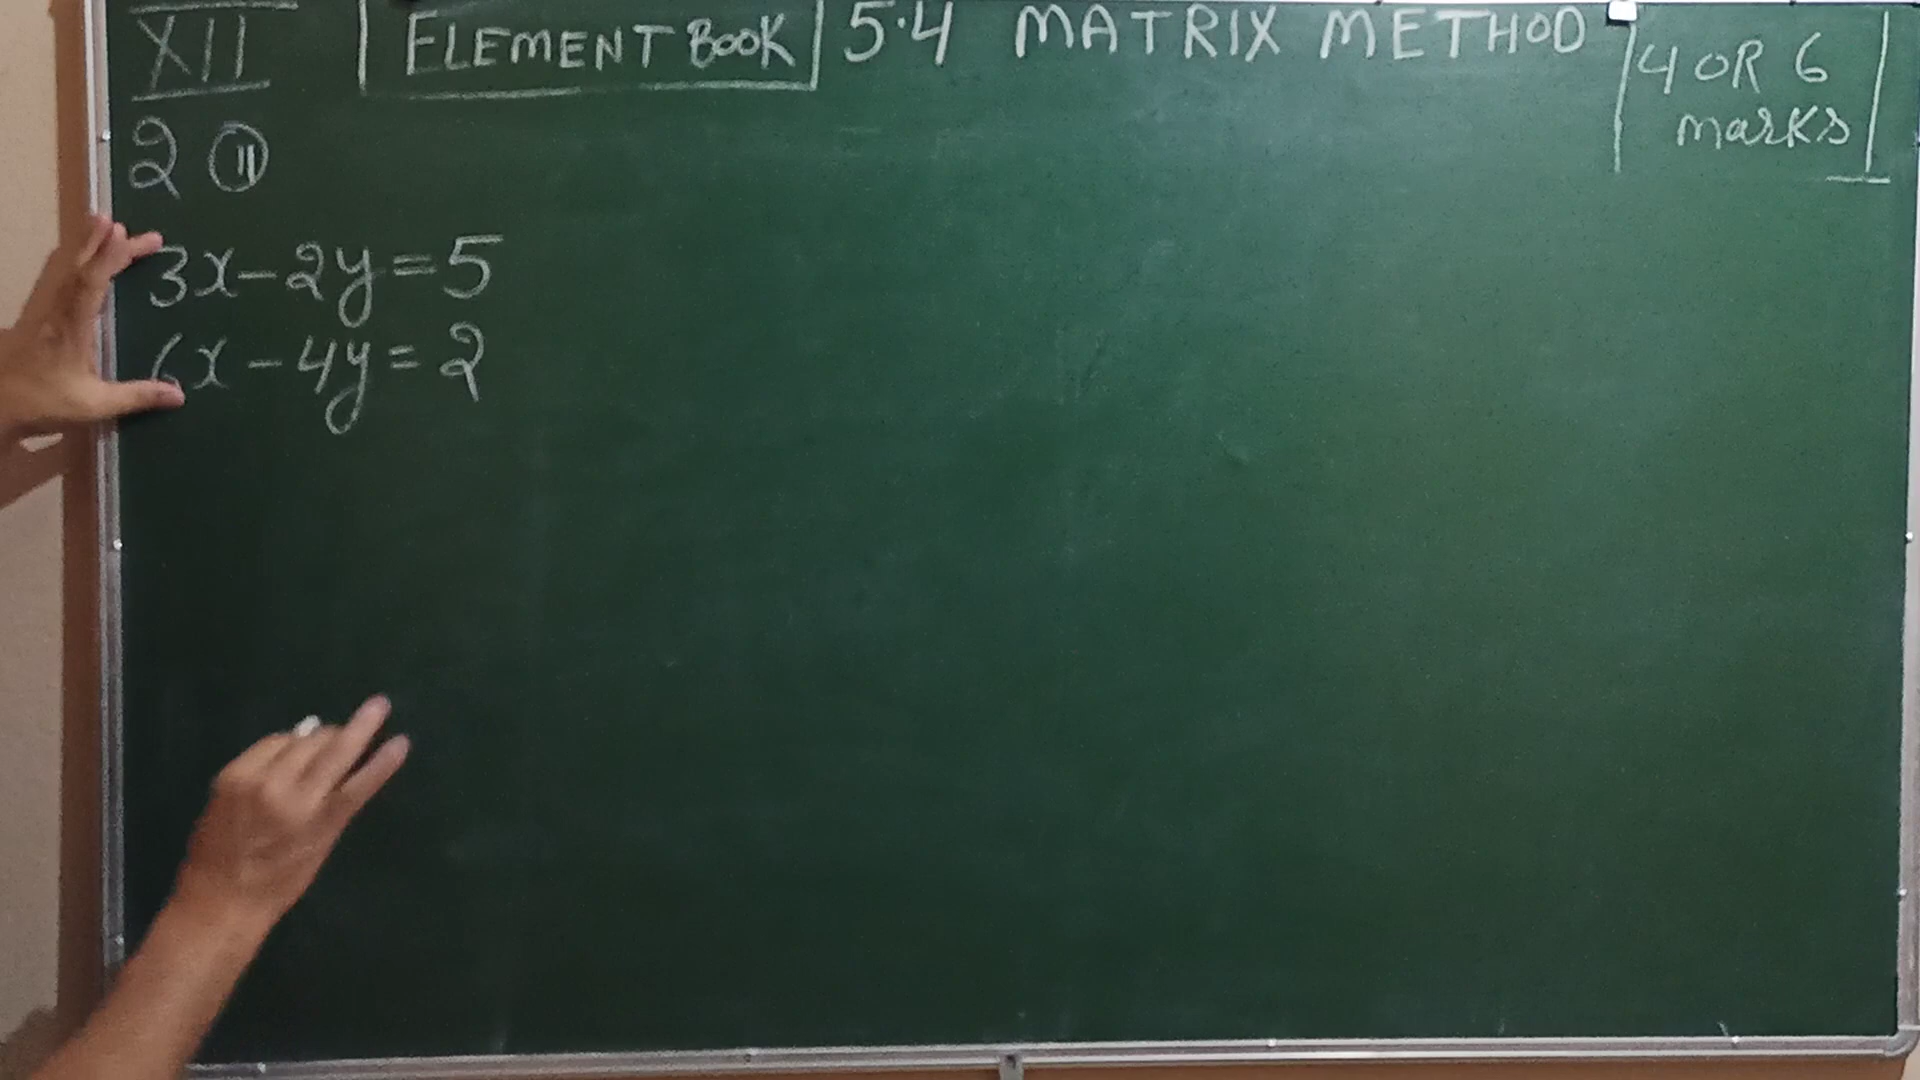 XII ELEMENT BOOK 5.4 MATRIX METHOD 4 OR 6 marks
2 (11)
3x-2y=5
6x-4y=2